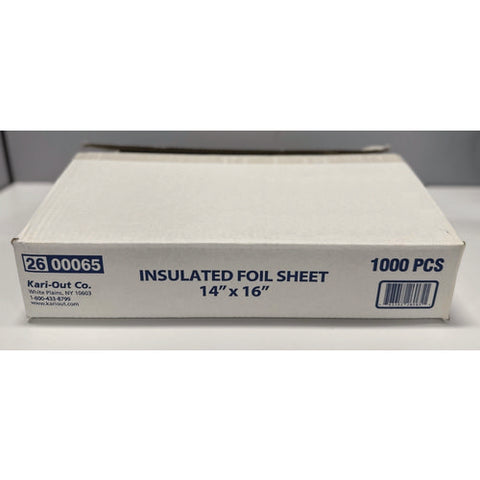 26 00065
Kari-Out Co.
White Plains, NY 10603
1-800-433-8799
www.kariout.com
INSULATED FOIL SHEET
14” x 16”
1000 PCS